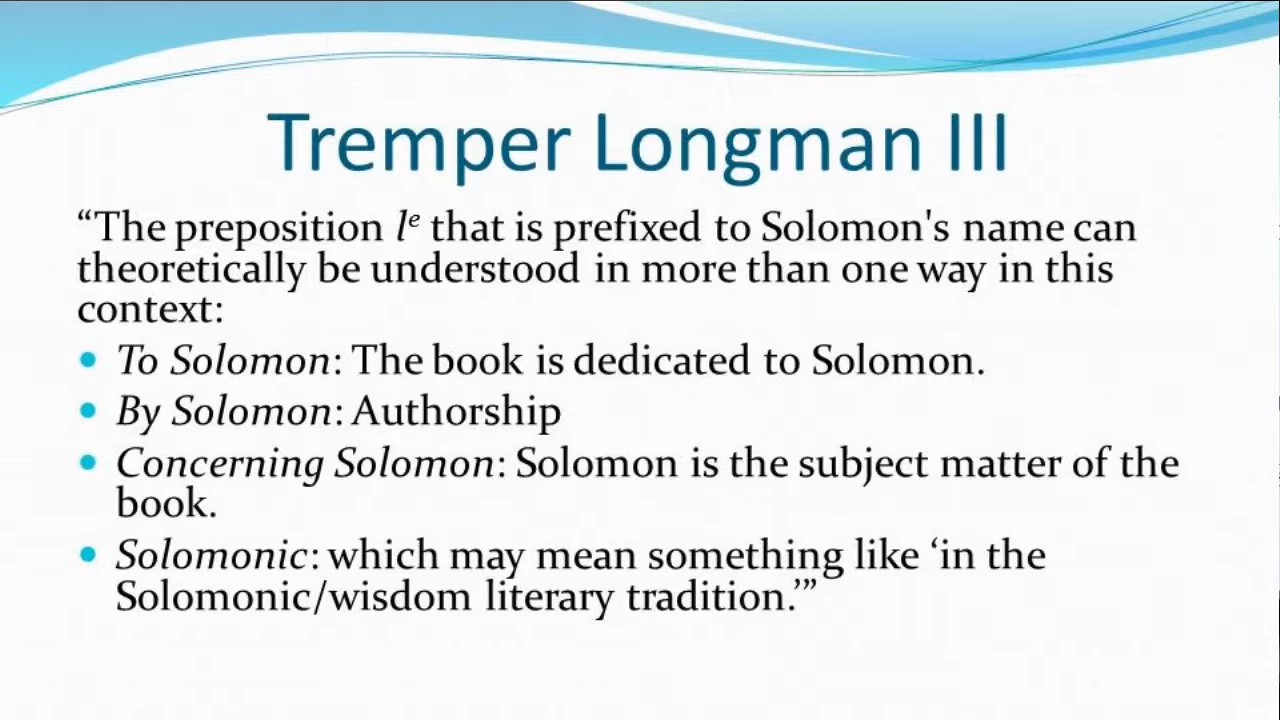 Tremper Longman III
“The preposition lᵉ that is prefixed to Solomon's name can
theoretically be understood in more than one way in this
context:
• To Solomon: The book is dedicated to Solomon.
• By Solomon: Authorship
• Concerning Solomon: Solomon is the subject matter of the
book.
• Solomonic: which may mean something like ‘in the
Solomonic/wisdom literary tradition.’”